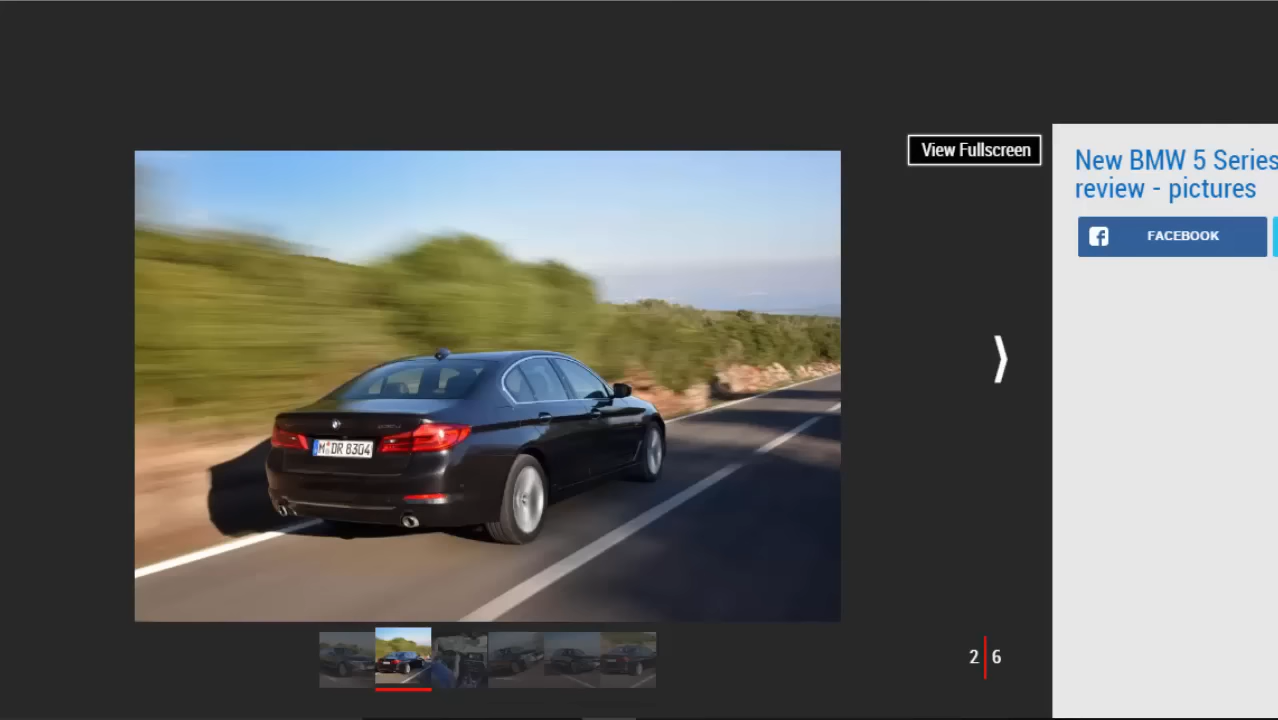 View Fullscreen
New BMW 5 Series
review - pictures
FACEBOOK
M DR 8304
2 6